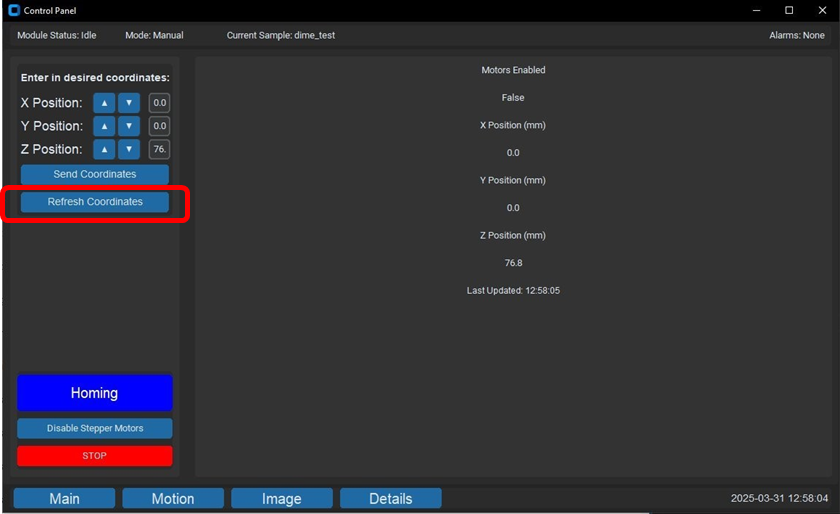 Control Panel
Module Status: Idle Mode: Manual Current Sample: dime_test Alarms: None
Enter in desired coordinates:
X Position: ▲ ▼ 0.0
Y Position: ▲ ▼ 0.0
Z Position: ▲ ▼ 76.
Send Coordinates
Refresh Coordinates
Homing
Disable Stepper Motors
STOP
Motors Enabled
False
X Position (mm)
0.0
Y Position (mm)
0.0
Z Position (mm)
76.8
Last Updated: 12:58:05
Main Motion Image Details 2025-03-31 12:58:04